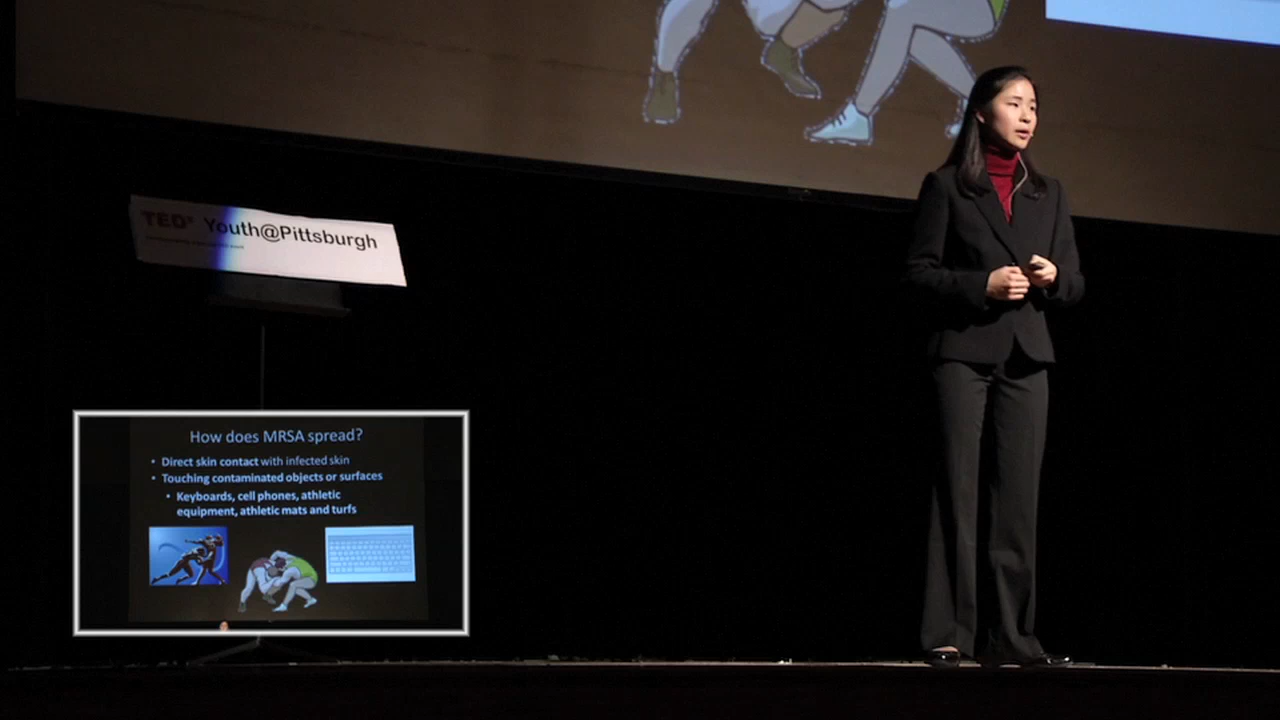 TEDx Youth@Pittsburgh
How does MRSA spread?
• Direct skin contact with infected skin
• Touching contaminated objects or surfaces
• Keyboards, cell phones, athletic
equipment, athletic mats and turfs